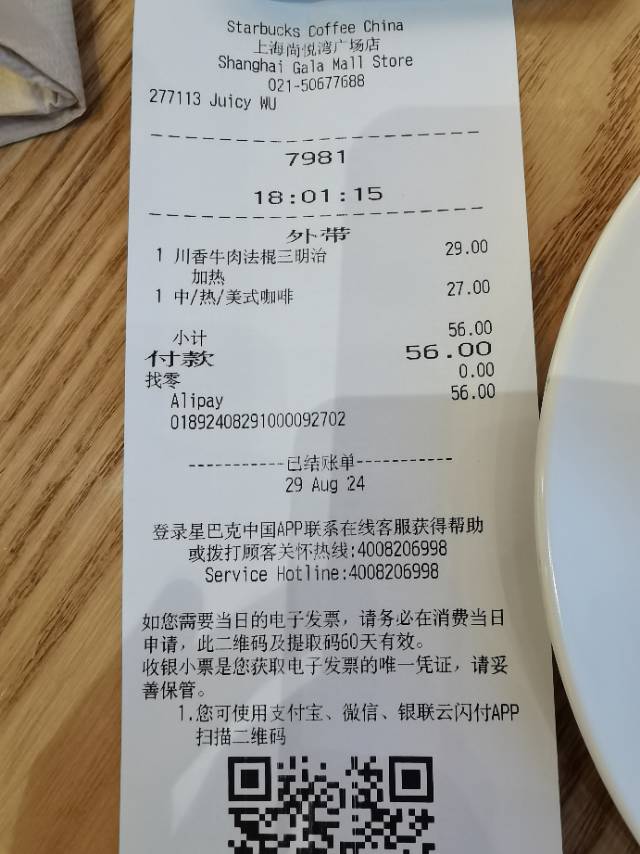 Starbucks Coffee China
上海尚悦湾广场店
Shanghai Gala Mall Store
021-50677688
277113 Juicy WU
7981
18:01:15
外带
1 川香牛肉法棍三明治 29.00
加热
1 中/热/美式咖啡 27.00
小计 56.00
付款 56.00
找零 0.00
Alipay 56.00
01892408291000092702
-----------已结账单-----------
29 Aug 24
登录星巴克中国APP联系在线客服获得帮助
或拨打顾客关怀热线:4008206998
Service Hotline:4008206998
如您需要当日的电子发票，请务必在消费当日
申请，此二维码及提取码60天有效。
收银小票是您获取电子发票的唯一凭证，请妥
善保管。
1.您可使用支付宝、微信、银联云闪付APP
扫描二维码